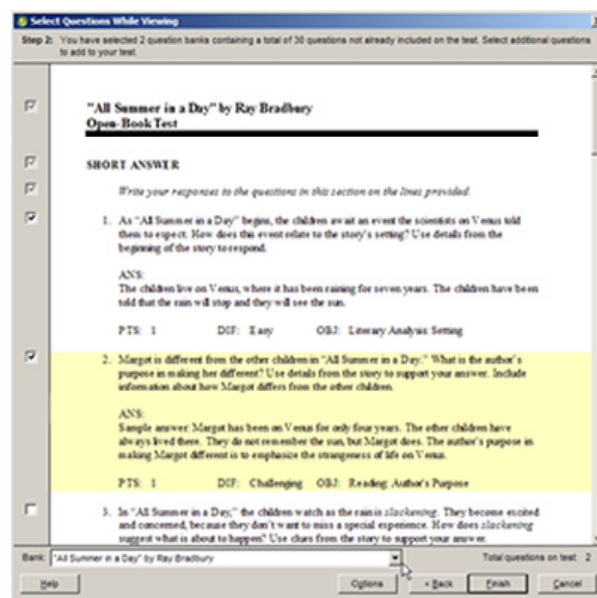 Select Questions While Viewing
Step 2: You have selected 2 question banks containing a total of 30 questions not already included on the test. Select additional questions
to add to your test.
"All Summer in a Day" by Ray Bradbury
Open-Book Test
SHORT ANSWER
Write your responses to the questions in this section on the lines provided.
1. As "All Summer in a Day" begins, the children await an event the scientists on Venus told
them to expect. How does this event relate to the story's setting? Use details from the
beginning of the story to respond.
ANS:
The children live on Venus, where it has been raining for seven years. The children have been
told that the rain will stop and they will see the sun.
PTS: 1 DIF: Easy OBJ: Literary Analysis: Setting
2. Margot is different from the other children in "All Summer in a Day." What is the author's
purpose in making her different? Use details from the story to support your answer. Include
information about how Margot differs from the other children.
ANS:
Sample answer: Margot has been on Venus for only four years. The other children have
always lived there. They do not remember the sun, but Margot does. The author's purpose in
making Margot different is to emphasize the strangeness of life on Venus.
PTS: 1 DIF: Challenging OBJ: Reading: Author's Purpose
3. In "All Summer in a Day," the children watch as the rain is slackening. They become excited
and concerned, because they don't want to miss a special experience. How does slackening
suggest what is about to happen? Use clues from the story to support your answer.
Bank: "All Summer in a Day" by Ray Bradbury Total questions on test: 2
Help Options < Back Finish Cancel